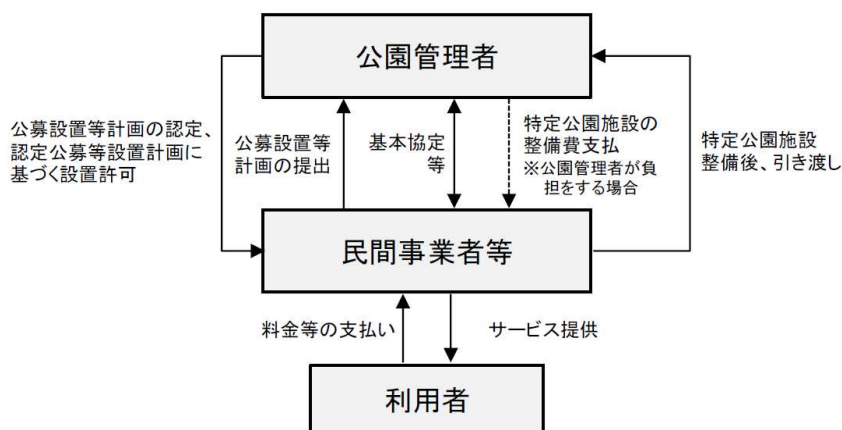 公園管理者
公募設置等計画の認定、
認定公募等設置計画に
基づく設置許可
公募設置等
計画の提出
基本協定
等
特定公園施設の
整備費支払
※公園管理者が負
担をする場合
特定公園施設
整備後、引き渡し
民間事業者等
料金等の支払い
サービス提供
利用者